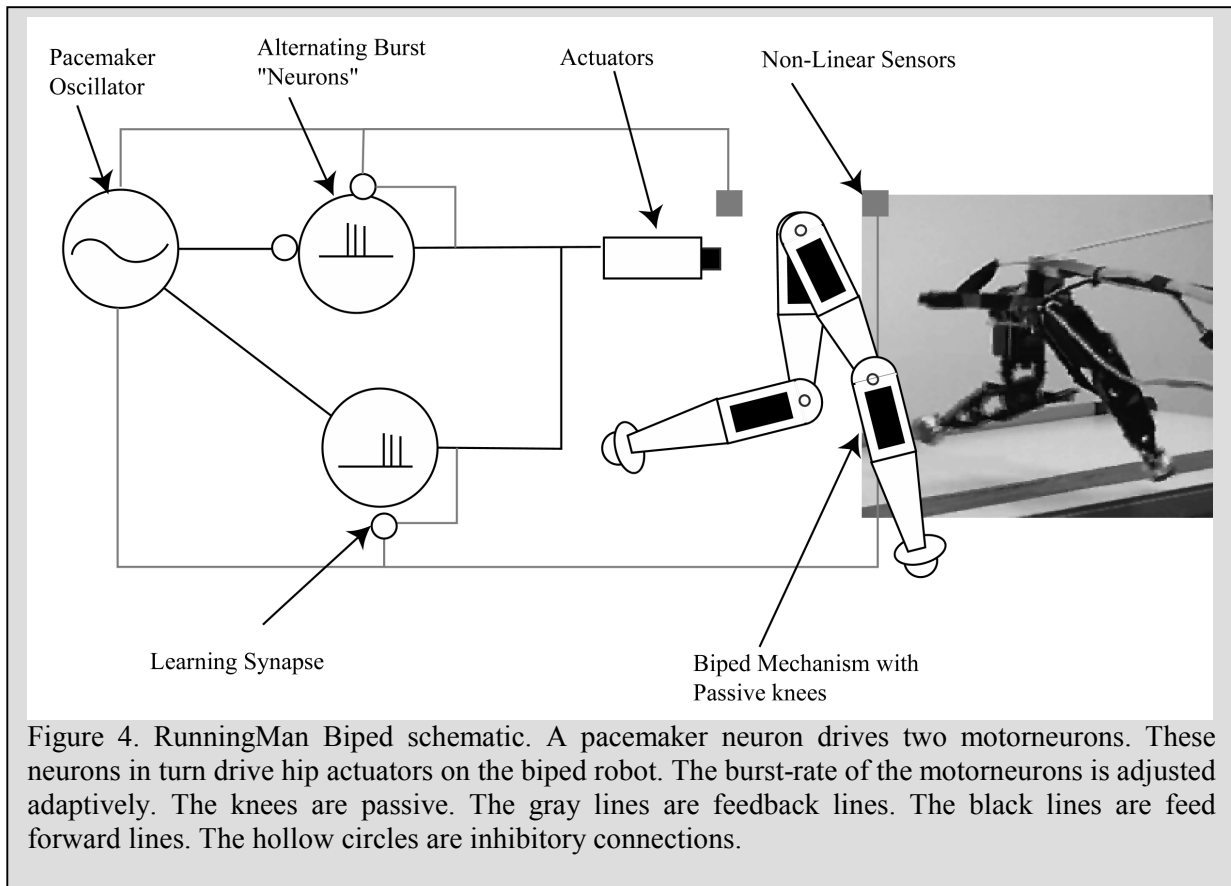 Pacemaker
Oscillator
Alternating Burst
"Neurons"
Actuators
Non-Linear Sensors
Learning Synapse
Biped Mechanism with
Passive knees
Figure 4. RunningMan Biped schematic. A pacemaker neuron drives two motorneurons. These
neurons in turn drive hip actuators on the biped robot. The burst-rate of the motorneurons is adjusted
adaptively. The knees are passive. The gray lines are feedback lines. The black lines are feed
forward lines. The hollow circles are inhibitory connections.